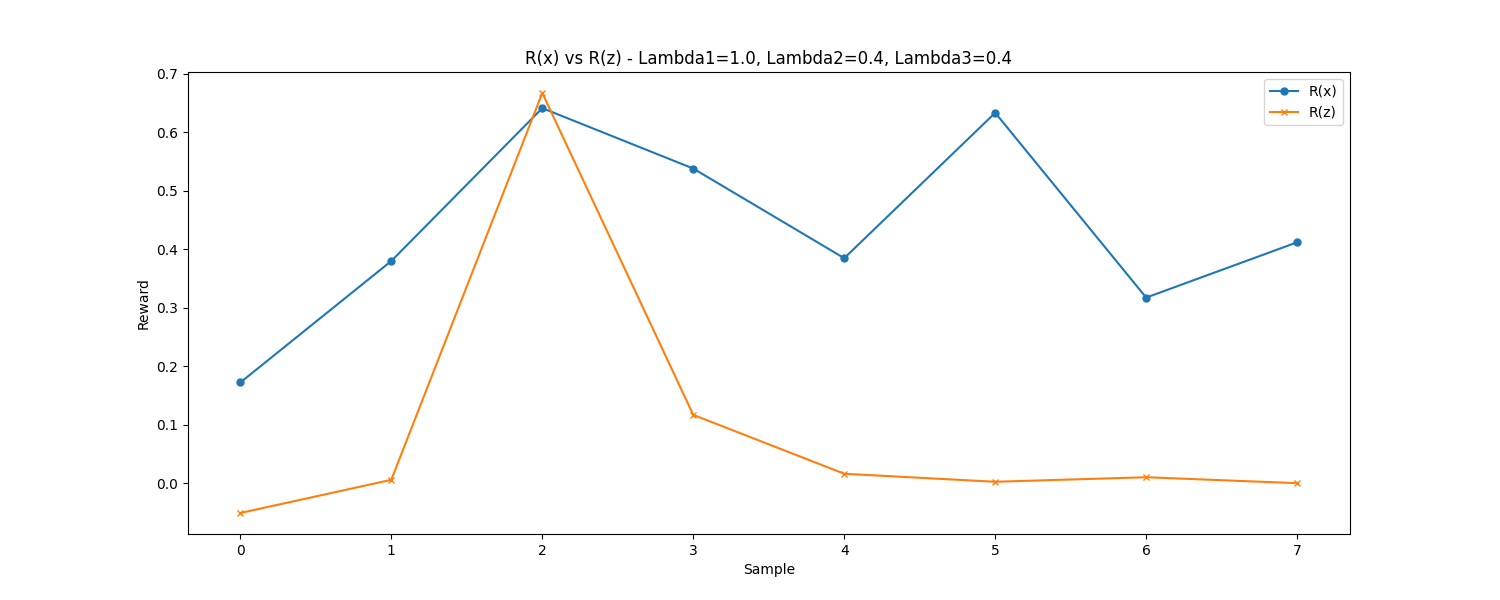 R(x) vs R(z) - Lambda1=1.0, Lambda2=0.4, Lambda3=0.4
R(x)
R(z)
Reward
0.7
0.6
0.5
0.4
0.3
0.2
0.1
0.0
0 1 2 3 4 5 6 7
Sample